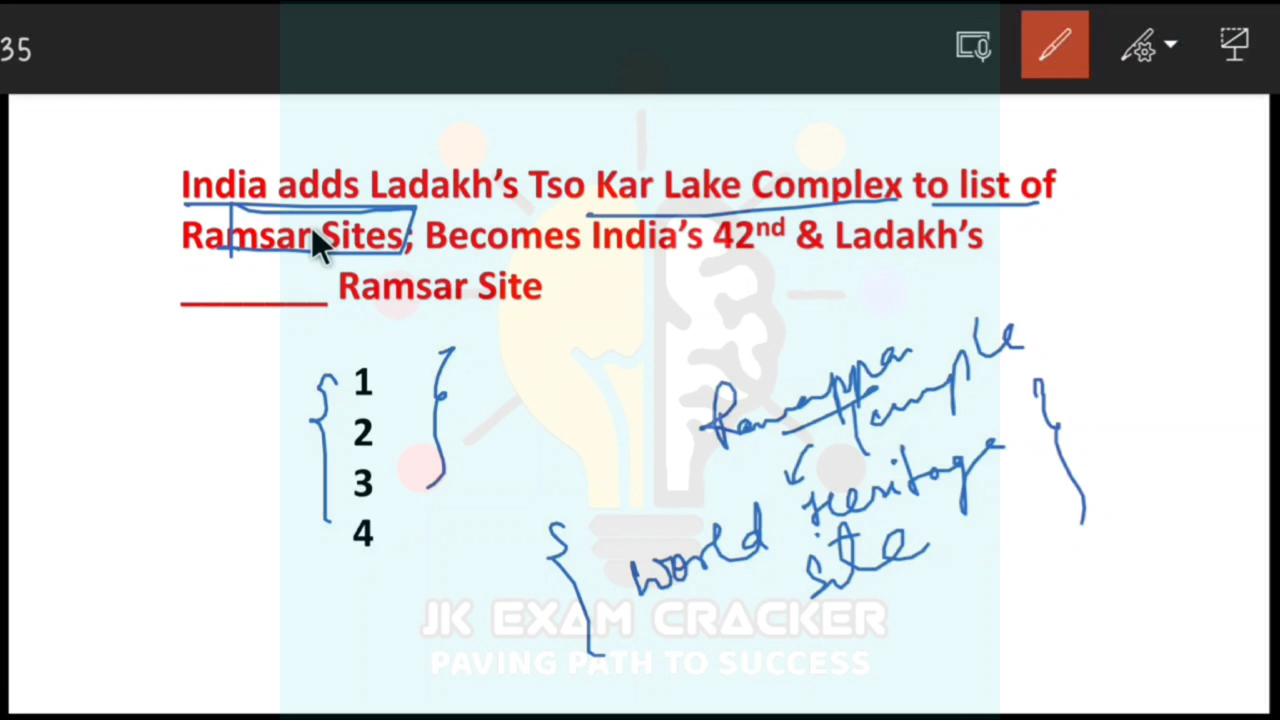 35
India adds Ladakh's Tso Kar Lake Complex to list of
Ramsar Sites; Becomes India's 42nd & Ladakh's
________ Ramsar Site
1
2
3
4
Ramappa
temple
Heritage
world site
JK EXAM CRACKER
PAVING PATH TO SUCCESS